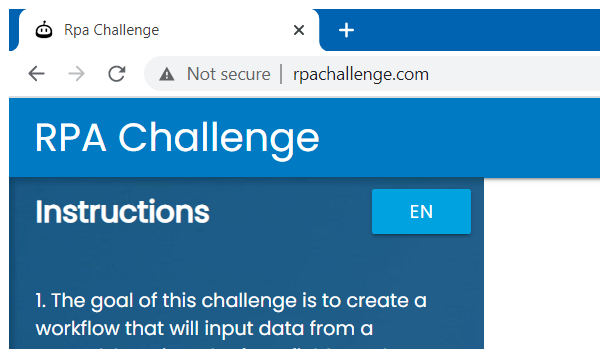 Rpa Challenge
Not secure | rpachallenge.com
RPA Challenge
Instructions
EN
1. The goal of this challenge is to create a
workflow that will input data from a